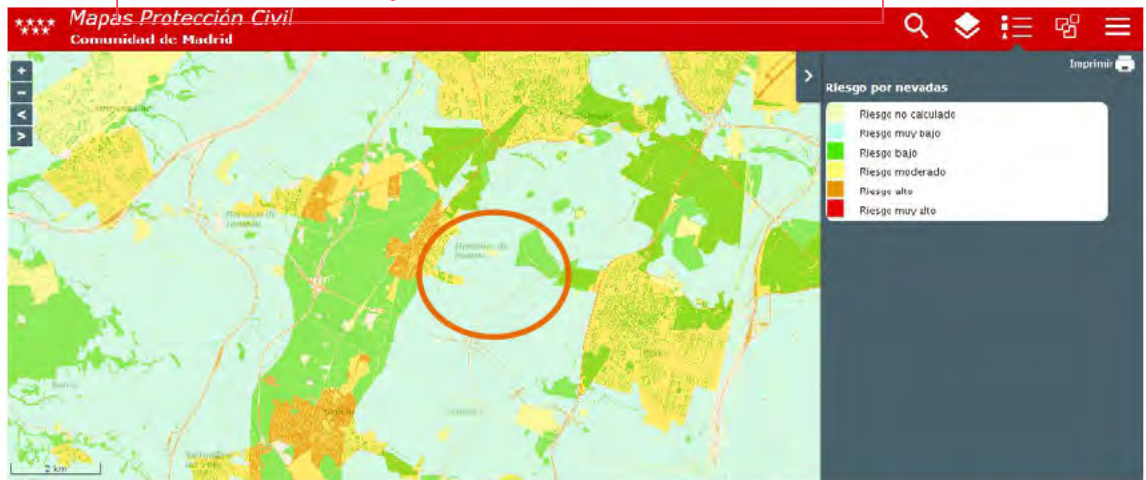 Mapas Protección Civil
Comunidad de Madrid
Imprimir
Riesgo por nevadas
Riesgo no calculado
Riesgo muy bajo
Riesgo bajo
Riesgo moderado
Riesgo alto
Riesgo muy alto
+
-
<
>
>
2 km